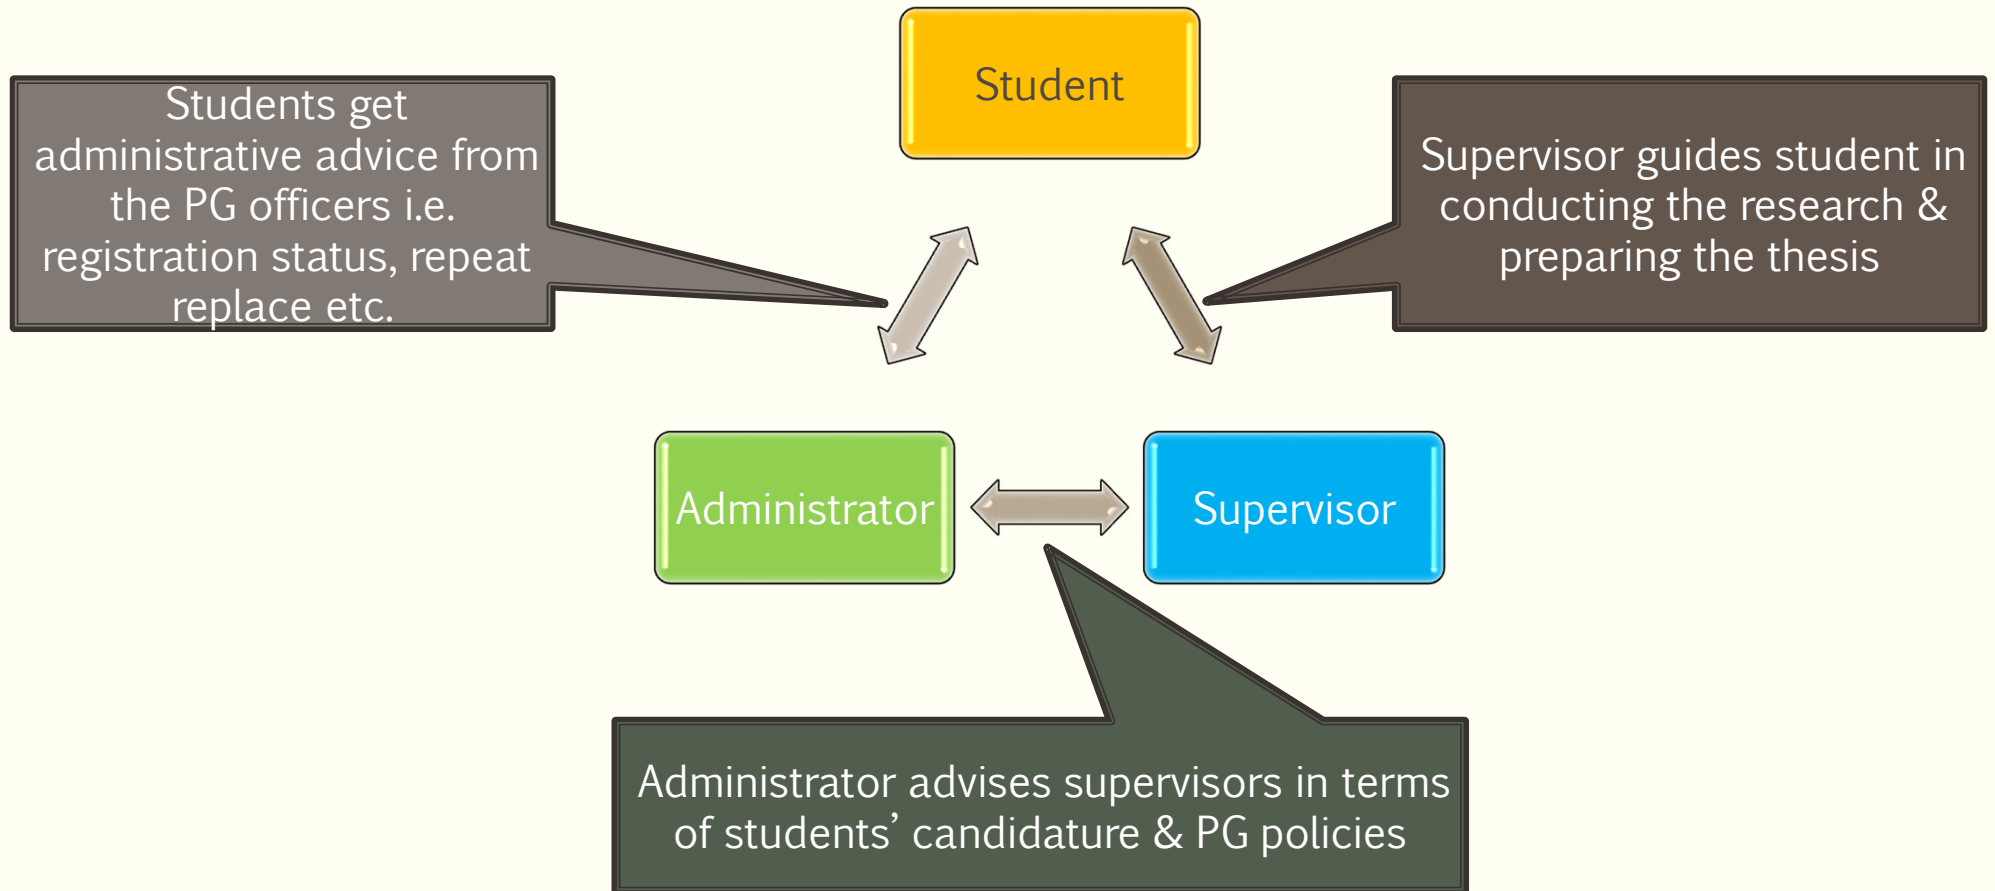 Student
Students get
administrative advice from
the PG officers i.e.
registration status, repeat
replace etc.
Supervisor guides student in
conducting the research &
preparing the thesis
Administrator
Supervisor
Administrator advises supervisors in terms
of students’ candidature & PG policies